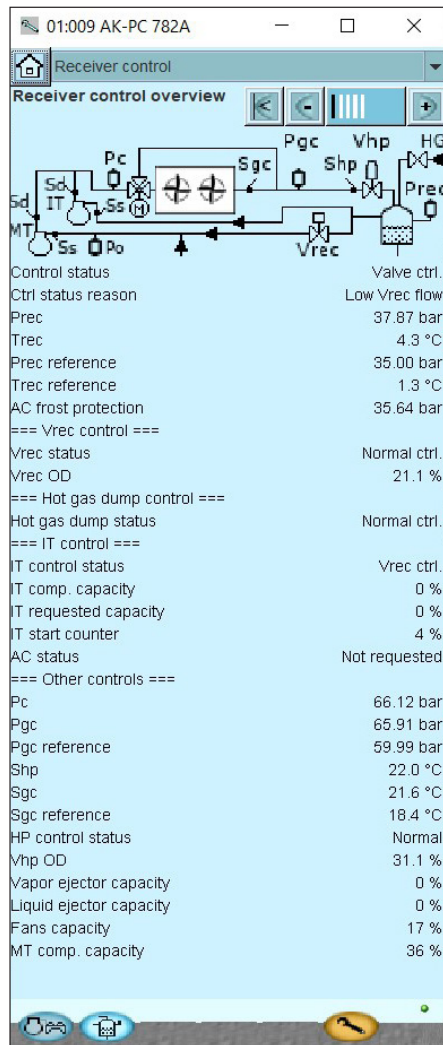 01:009 AK-PC 782A
Receiver control
Receiver control overview
Pgc Vhp HG
Pc Sgc Shp
Sd IT Ss M Prec
Sd
MT Ss Po Vrec
Control status Valve ctrl.
Ctrl status reason Low Vrec flow
Prec 37.87 bar
Trec 4.3 °C
Prec reference 35.00 bar
Trec reference 1.3 °C
AC frost protection 35.64 bar
=== Vrec control ===
Vrec status Normal ctrl.
Vrec OD 21.1 %
=== Hot gas dump control ===
Hot gas dump status Normal ctrl.
=== IT control ===
IT control status Vrec ctrl.
IT comp. capacity 0 %
IT requested capacity 0 %
IT start counter 4 %
AC status Not requested
=== Other controls ===
Pc 66.12 bar
Pgc 65.91 bar
Pgc reference 59.99 bar
Shp 22.0 °C
Sgc 21.6 °C
Sgc reference 18.4 °C
HP control status Normal
Vhp OD 31.1 %
Vapor ejector capacity 0 %
Liquid ejector capacity 0 %
Fans capacity 17 %
MT comp. capacity 36 %